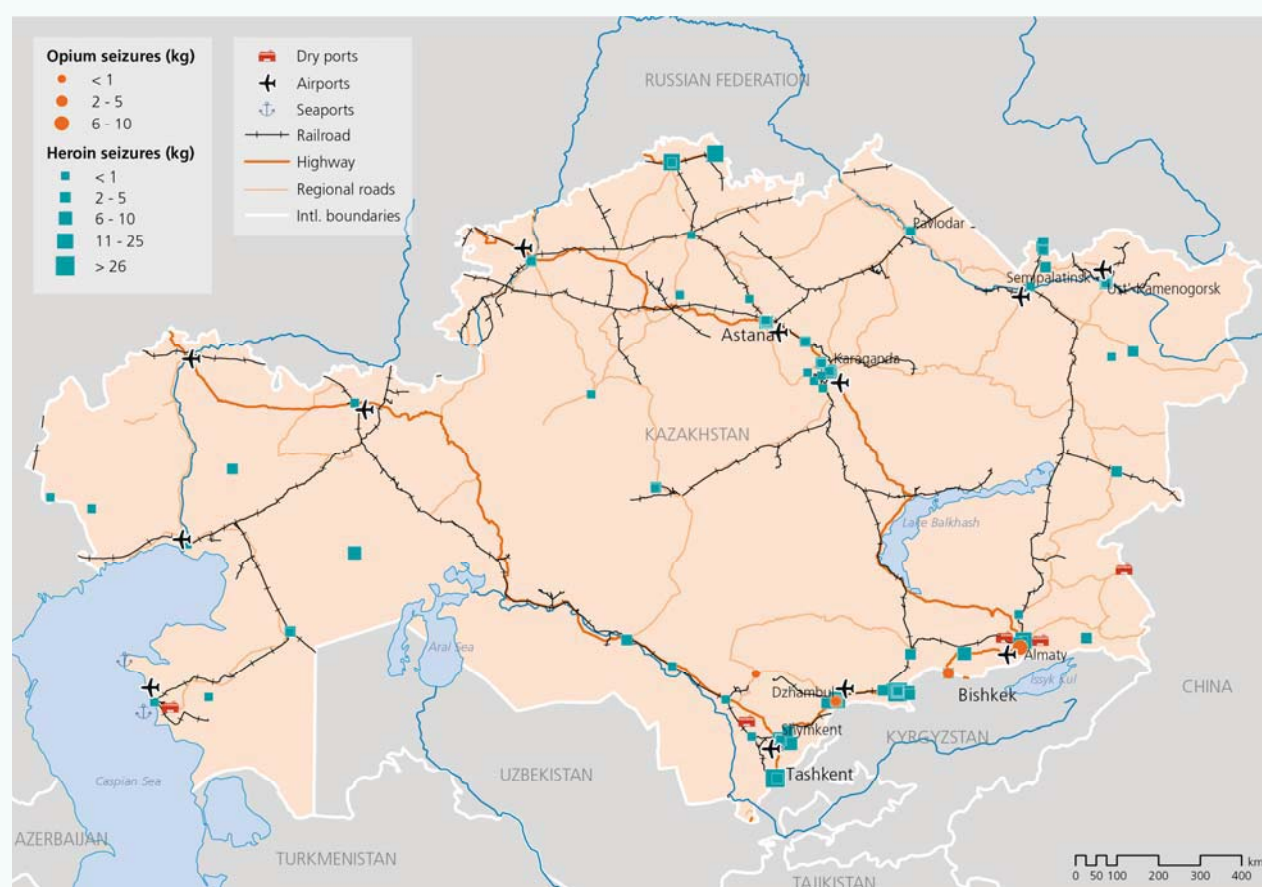 Opium seizures (kg)
< 1
2 - 5
6 - 10
Heroin seizures (kg)
< 1
2 - 5
6 - 10
11 - 25
> 26
Dry ports
Airports
Seaports
Railroad
Highway
Regional roads
Intl. boundaries
RUSSIAN FEDERATION
Pavlodar
Semipalatinsk
Ust'-Kamenogorsk
Astana
Karaganda
KAZAKHSTAN
Lake Balkhash
Aral Sea
Almaty
Dzhambul
Bishkek
Issyk Kul
CHINA
Shymkent
KYRGYZSTAN
Tashkent
UZBEKISTAN
Caspian Sea
AZERBAIJAN
TURKMENISTAN
TAJIKISTAN
km
0 50 100 200 300 400